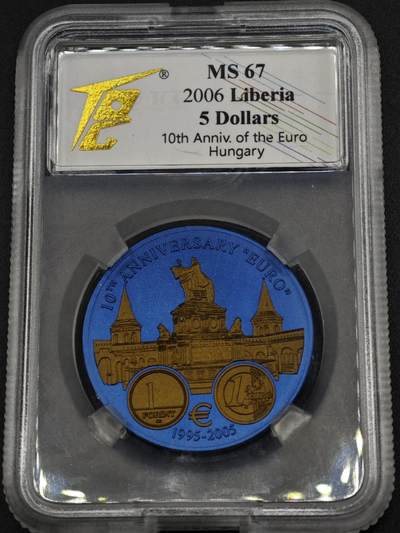 ®
MS 67
2006 Liberia
5 Dollars
10th Anniv. of the Euro
Hungary
10TH ANNIVERSARY "EURO"
1
FORINT
1
€
1995-2005